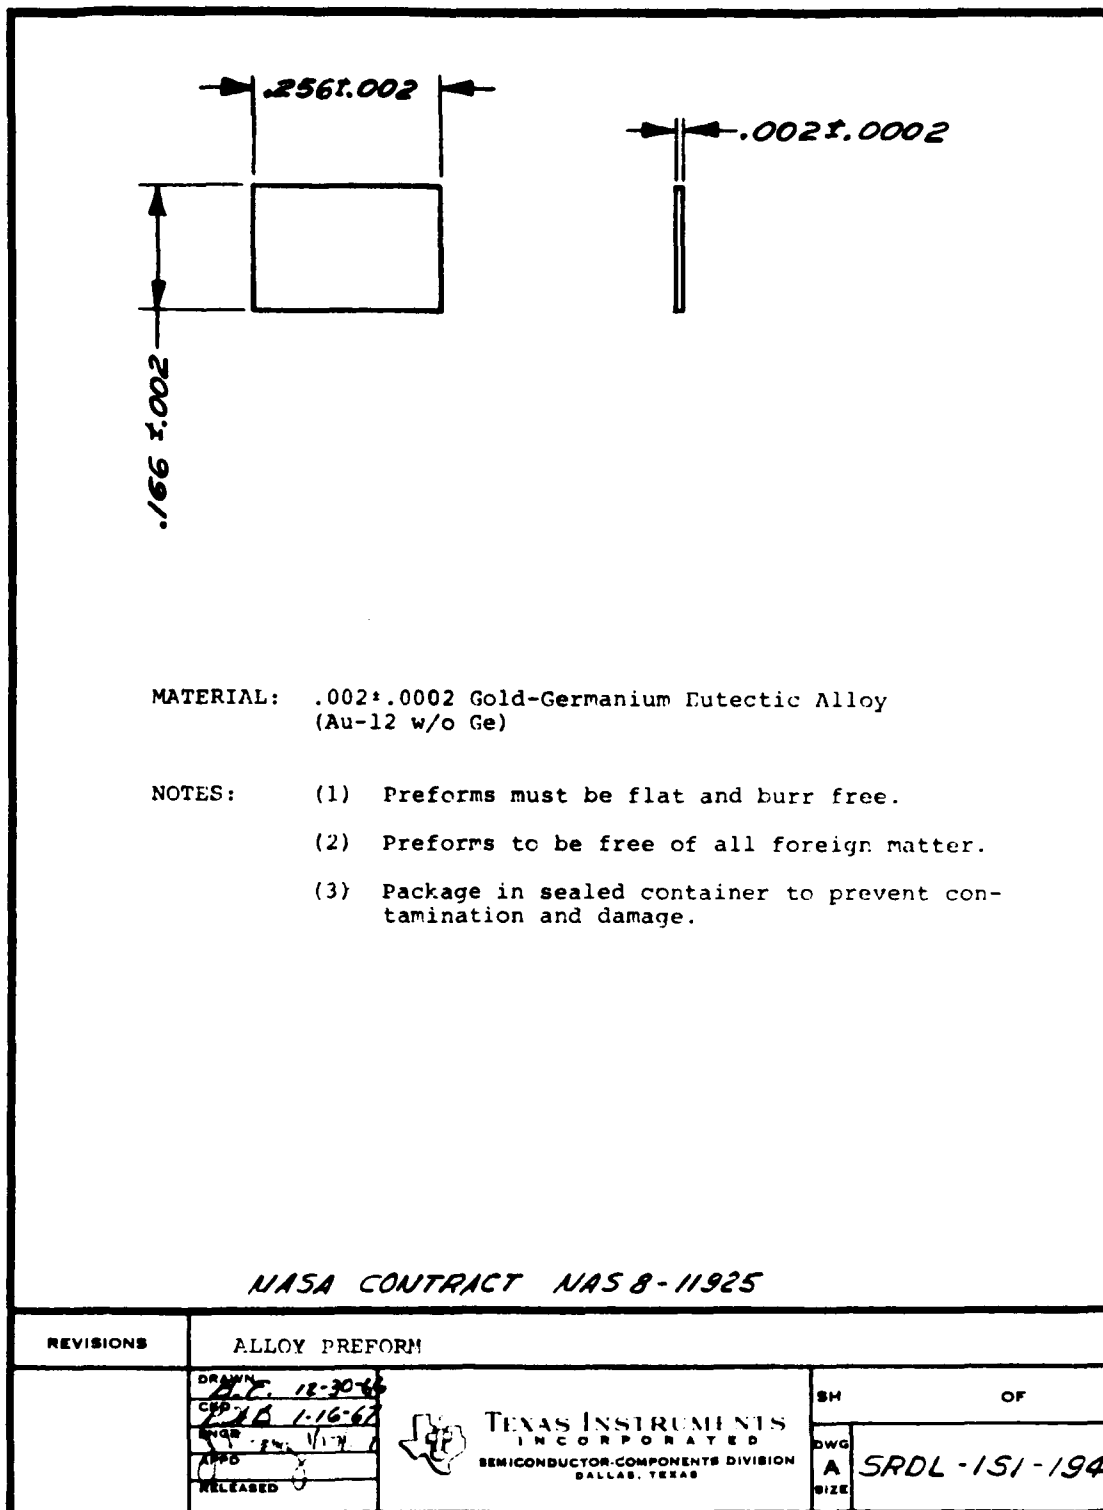 .256±.002
.002±.0002
.166 ±.002
MATERIAL: .002±.0002 Gold-Germanium Eutectic Alloy
(Au-12 w/o Ge)
NOTES: (1) Preforms must be flat and burr free.
(2) Preforms to be free of all foreign matter.
(3) Package in sealed container to prevent con-
tamination and damage.
NASA CONTRACT NAS 8-11925
REVISIONS
ALLOY PREFORM
DRAWN 12-30-66
1-16-67
ENGR
APPD
RELEASED
TEXAS INSTRUMENTS
INCORPORATED
SEMICONDUCTOR-COMPONENTS DIVISION
DALLAS, TEXAS
SH OF
DWG
A
SIZE
SRDL-1S1-194